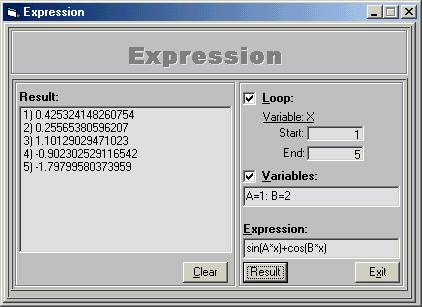 Expression
Expression
Result:
1) 0.425324148260754
2) 0.25565380596207
3) 1.10129029471023
4) -0.902302529116542
5) -1.79799580373959
Clear
Loop:
Variable: X
Start: 1
End: 5
Variables:
A=1: B=2
Expression:
sin(A*x)+cos(B*x)
Result Exit